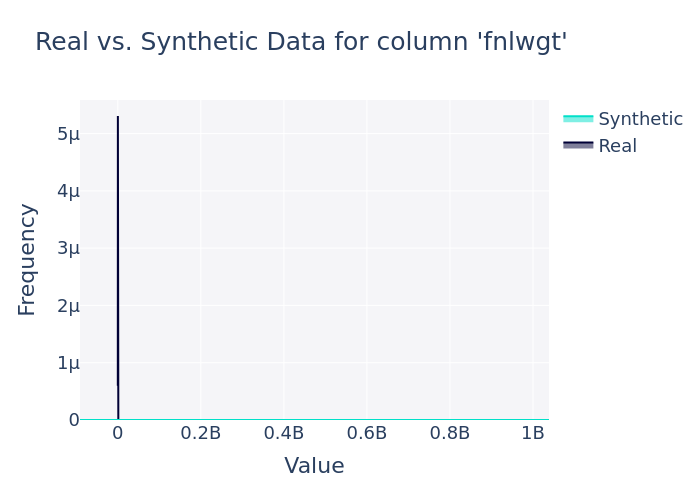 Real vs. Synthetic Data for column 'fnlwgt'
Synthetic
Real
Frequency
5μ
4μ
3μ
2μ
1μ
0
0
0.2B
0.4B
0.6B
0.8B
1B
Value